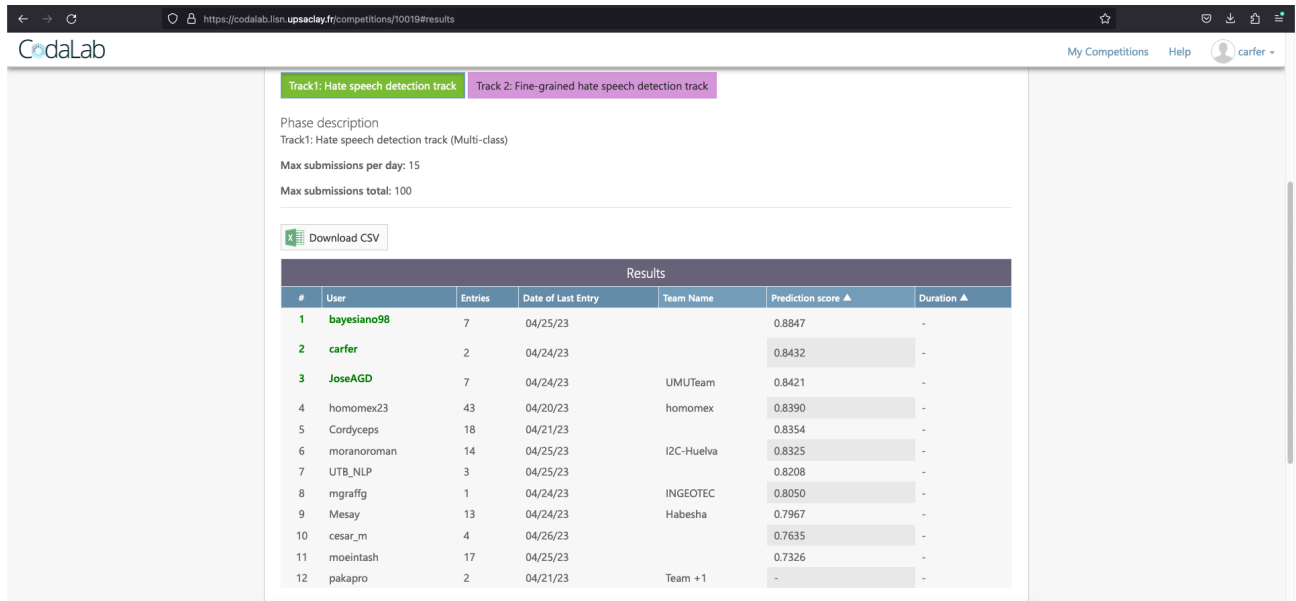 https://codalab.lisn.upsaclay.fr/competitions/10019#results
CodaLab
My Competitions Help carfer
Track1: Hate speech detection track Track 2: Fine-grained hate speech detection track
Phase description
Track1: Hate speech detection track (Multi-class)
Max submissions per day: 15
Max submissions total: 100
Download CSV
Results
# User Entries Date of Last Entry Team Name Prediction score ▲ Duration ▲
1 bayesiano98 7 04/25/23 0.8847 -
2 carfer 2 04/24/23 0.8432 -
3 JoseAGD 7 04/24/23 UMUTeam 0.8421 -
4 homomex23 43 04/20/23 homomex 0.8390 -
5 Cordyceps 18 04/21/23 0.8354 -
6 moranoroman 14 04/25/23 I2C-Huelva 0.8325 -
7 UTB_NLP 3 04/25/23 0.8208 -
8 mgraffg 1 04/24/23 INGEOTEC 0.8050 -
9 Mesay 13 04/24/23 Habesha 0.7967 -
10 cesar_m 4 04/26/23 0.7635 -
11 moeintash 17 04/25/23 0.7326 -
12 pakapro 2 04/21/23 Team +1 - -